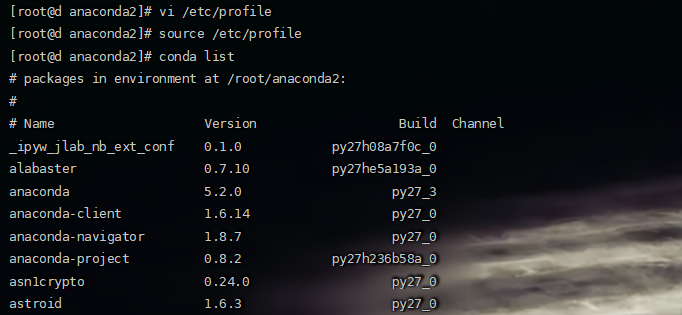 [root@d anaconda2]# vi /etc/profile
[root@d anaconda2]# source /etc/profile
[root@d anaconda2]# conda list
# packages in environment at /root/anaconda2:
#
# Name                    Version                   Build  Channel
_ipyw_jlab_nb_ext_conf    0.1.0            py27h08a7f0c_0
alabaster                 0.7.10           py27he5a193a_0
anaconda                  5.2.0                    py27_3
anaconda-client           1.6.14                   py27_0
anaconda-navigator        1.8.7                    py27_0
anaconda-project          0.8.2            py27h236b58a_0
asn1crypto                0.24.0                   py27_0
astroid                   1.6.3                    py27_0